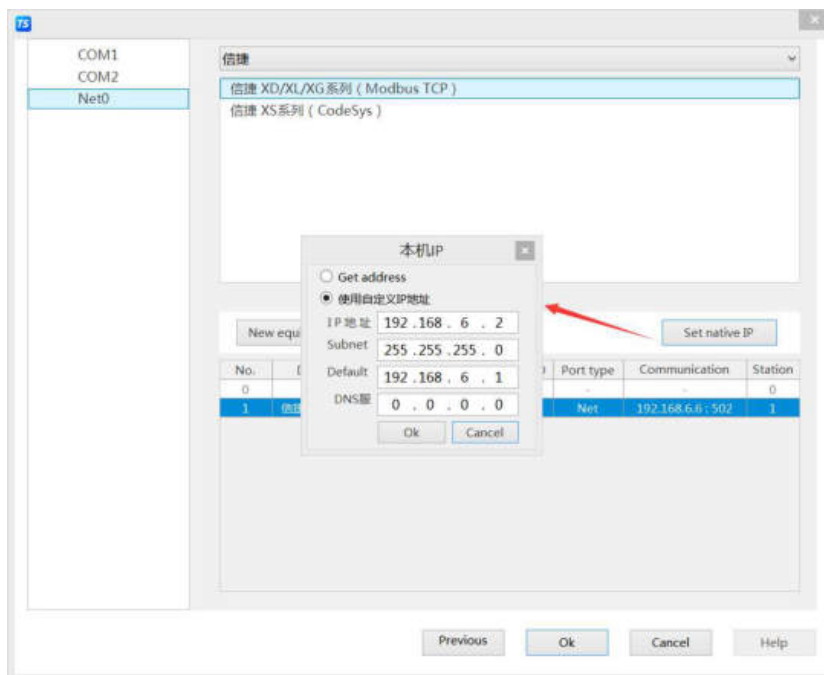 TS
COM1
COM2
Net0
信捷
信捷 XD/XL/XG系列 ( Modbus TCP )
信捷 XS系列 ( CodeSys )
本机IP
Get address
使用自定义IP地址
IP地址 192 . 168 . 6 . 2
Subnet 255 . 255 . 255 . 0
Default 192 . 168 . 6 . 1
DNS服 0 . 0 . 0 . 0
Ok Cancel
New equi
Set native IP
No. Port type Communication Station
0 - - 0
1 信捷 Net 192.168.6.6 : 502 1
Previous Ok Cancel Help